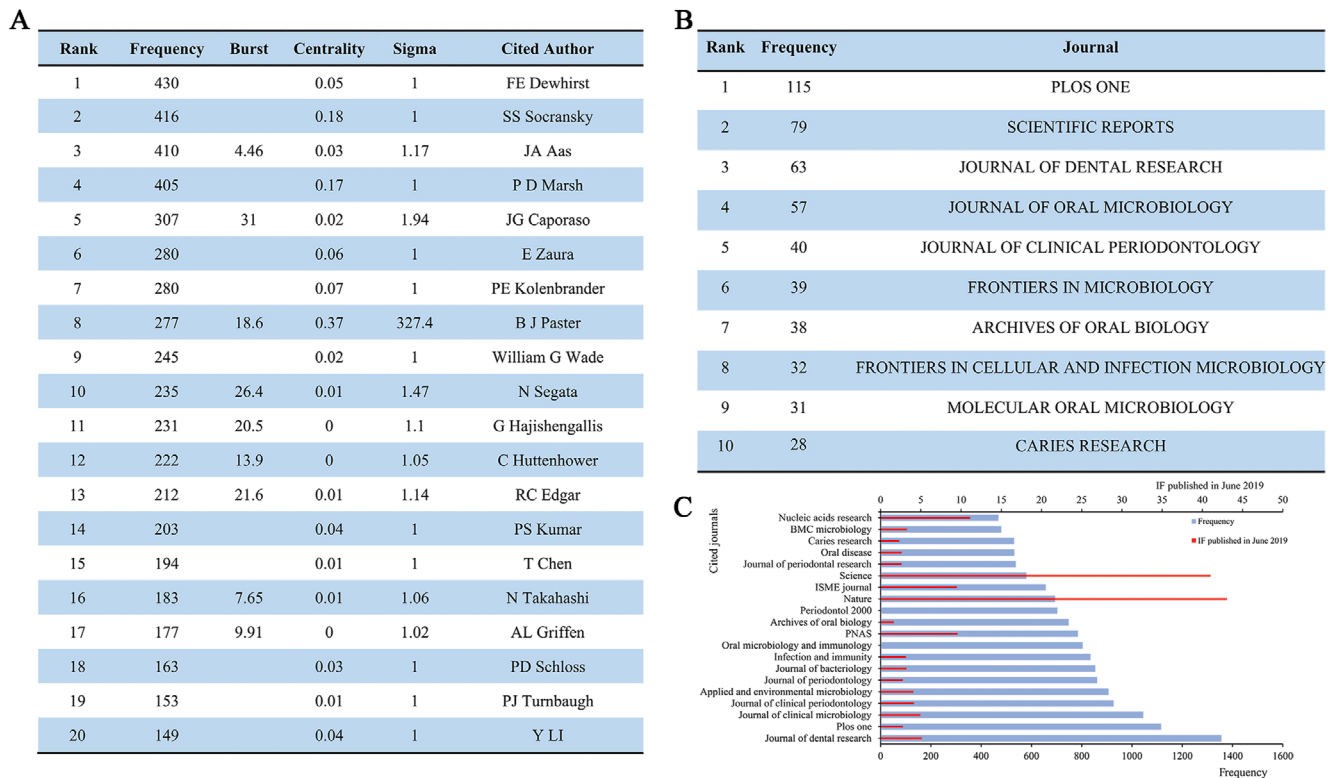 A
Rank Frequency Burst Centrality Sigma Cited Author
1 430 0.05 1 FE Dewhirst
2 416 0.18 1 SS Socransky
3 410 4.46 0.03 1.17 JA Aas
4 405 0.17 1 P D Marsh
5 307 31 0.02 1.94 JG Caporaso
6 280 0.06 1 E Zaura
7 280 0.07 1 PE Kolenbrander
8 277 18.6 0.37 327.4 B J Paster
9 245 0.02 1 William G Wade
10 235 26.4 0.01 1.47 N Segata
11 231 20.5 0 1.1 G Hajishengallis
12 222 13.9 0 1.05 C Huttenhower
13 212 21.6 0.01 1.14 RC Edgar
14 203 0.04 1 PS Kumar
15 194 0.01 1 T Chen
16 183 7.65 0.01 1.06 N Takahashi
17 177 9.91 0 1.02 AL Griffen
18 163 0.03 1 PD Schloss
19 153 0.01 1 PJ Turnbaugh
20 149 0.04 1 Y LI
B
Rank Frequency Journal
1 115 PLOS ONE
2 79 SCIENTIFIC REPORTS
3 63 JOURNAL OF DENTAL RESEARCH
4 57 JOURNAL OF ORAL MICROBIOLOGY
5 40 JOURNAL OF CLINICAL PERIODONTOLOGY
6 39 FRONTIERS IN MICROBIOLOGY
7 38 ARCHIVES OF ORAL BIOLOGY
8 32 FRONTIERS IN CELLULAR AND INFECTION MICROBIOLOGY
9 31 MOLECULAR ORAL MICROBIOLOGY
10 28 CARIES RESEARCH
C
IF published in June 2019
0 5 10 15 20 25 30 35 40 45 50
Cited journals
Frequency
IF published in June 2019
Nucleic acids research
BMC microbiology
Caries research
Oral disease
Journal of periodontal research
Science
ISME journal
Nature
Periodontol 2000
Archives of oral biology
PNAS
Oral microbiology and immunology
Infection and immunity
Journal of bacteriology
Journal of periodontology
Applied and environmental microbiology
Journal of clinical periodontology
Journal of clinical microbiology
Plos one
Journal of dental research
0 200 400 600 800 1000 1200 1400 1600
Frequency